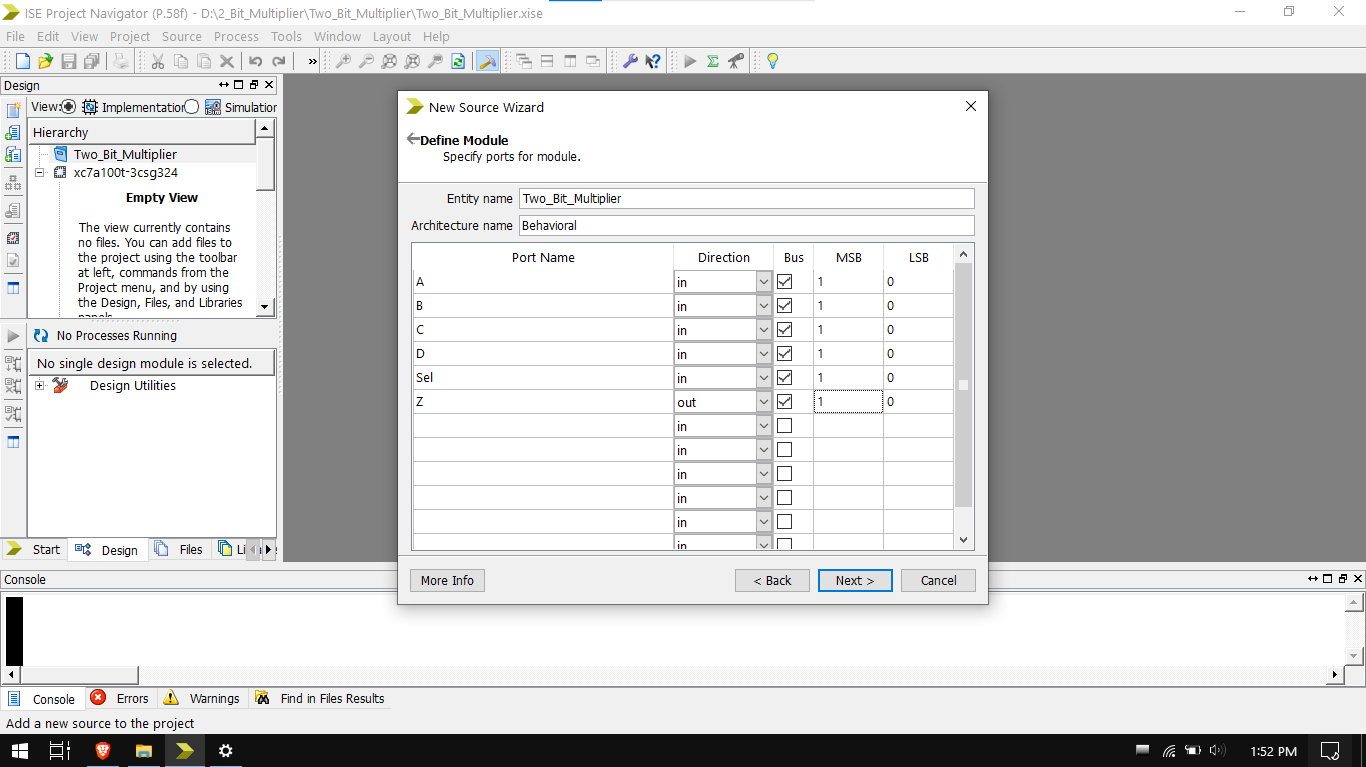 ISE Project Navigator (P.58f) - D:\2_Bit_Multiplier\Two_Bit_Multiplier\Two_Bit_Multiplier.xise
File Edit View Project Source Process Tools Window Layout Help
»
Design
View: Implementation Simulation
Hierarchy
Two_Bit_Multiplier
xc7a100t-3csg324
Empty View
The view currently contains
no files. You can add files to
the project using the toolbar
at left, commands from the
Project menu, and by using
the Design, Files, and Libraries
panels.
No Processes Running
No single design module is selected.
Design Utilities
Start Design Files
New Source Wizard
Define Module
Specify ports for module.
Entity name Two_Bit_Multiplier
Architecture name Behavioral
Port Name Direction Bus MSB LSB
A in 1 0
B in 1 0
C in 1 0
D in 1 0
Sel in 1 0
Z out 1 0
in
in
in
in
in
in
More Info < Back Next > Cancel
Console
Console Errors Warnings Find in Files Results
Add a new source to the project
1:52 PM